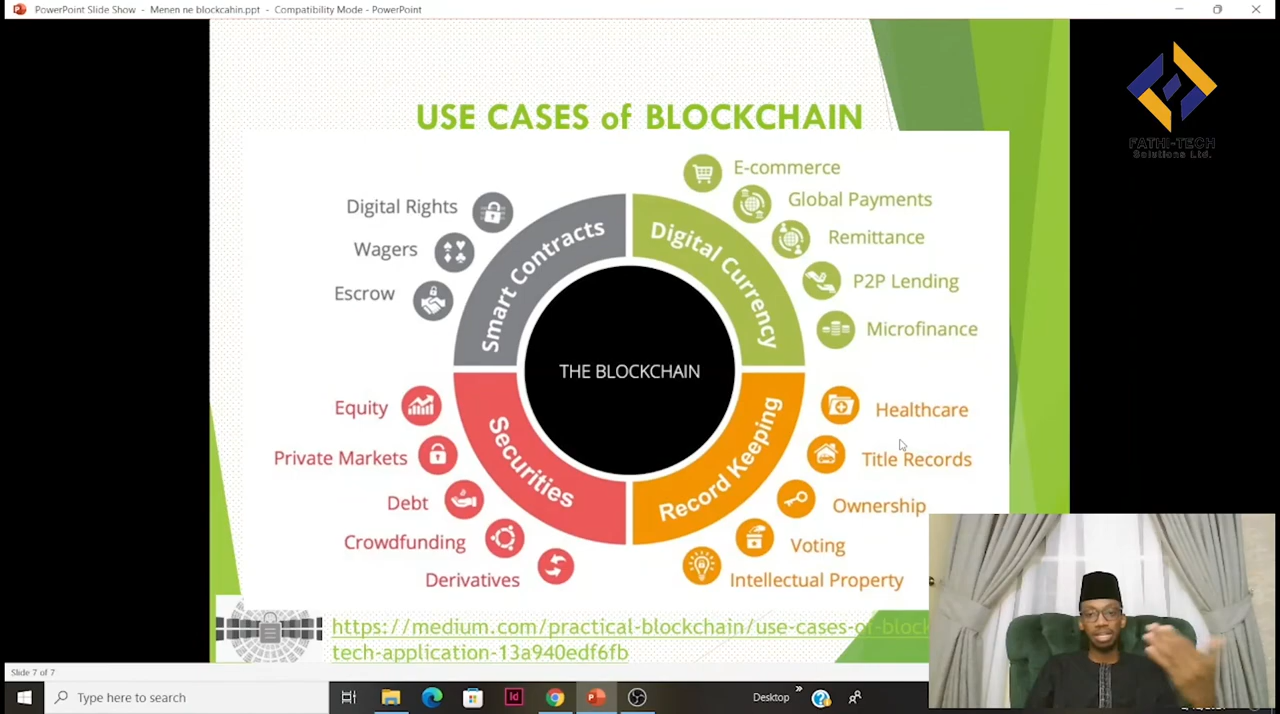 PowerPoint Slide Show - Menen ne blockcahin.ppt - Compatibility Mode - PowerPoint
FATHI-TECH
Solutions Ltd.
USE CASES of BLOCKCHAIN
E-commerce
Global Payments
Remittance
P2P Lending
Microfinance
Digital Rights
Wagers
Escrow
Smart Contracts
Digital Currency
THE BLOCKCHAIN
Securities
Record Keeping
Equity
Private Markets
Debt
Crowdfunding
Derivatives
Healthcare
Title Records
Ownership
Voting
Intellectual Property
https://medium.com/practical-blockchain/use-cases-of-block
tech-application-13a940edf6fb
Slide 7 of 7
Type here to search
Id
Desktop